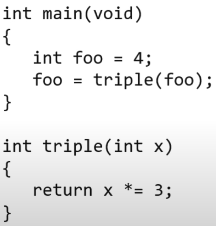 int main(void)
{
    int foo = 4;
    foo = triple(foo);
}

int triple(int x)
{
    return x *= 3;
}